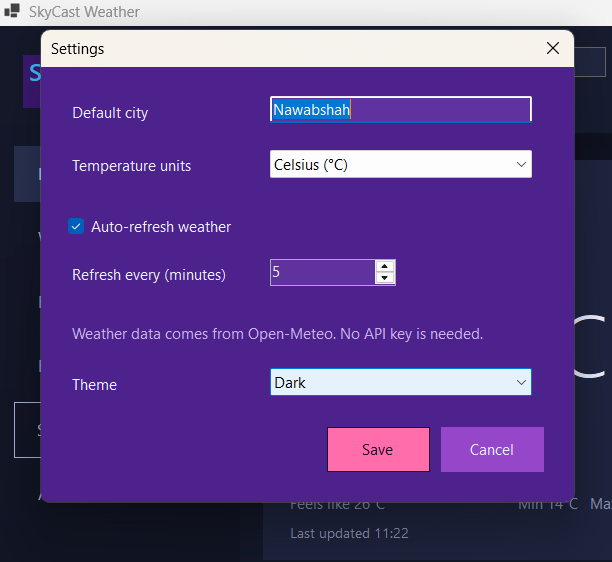 SkyCast Weather
Settings
Default city
Nawabshah
Temperature units
Celsius (°C)
Auto-refresh weather
Refresh every (minutes)
5
Weather data comes from Open-Meteo. No API key is needed.
Theme
Dark
Save
Cancel
C
Feels like 26°C
Min 14°C Ma
Last updated 11:22